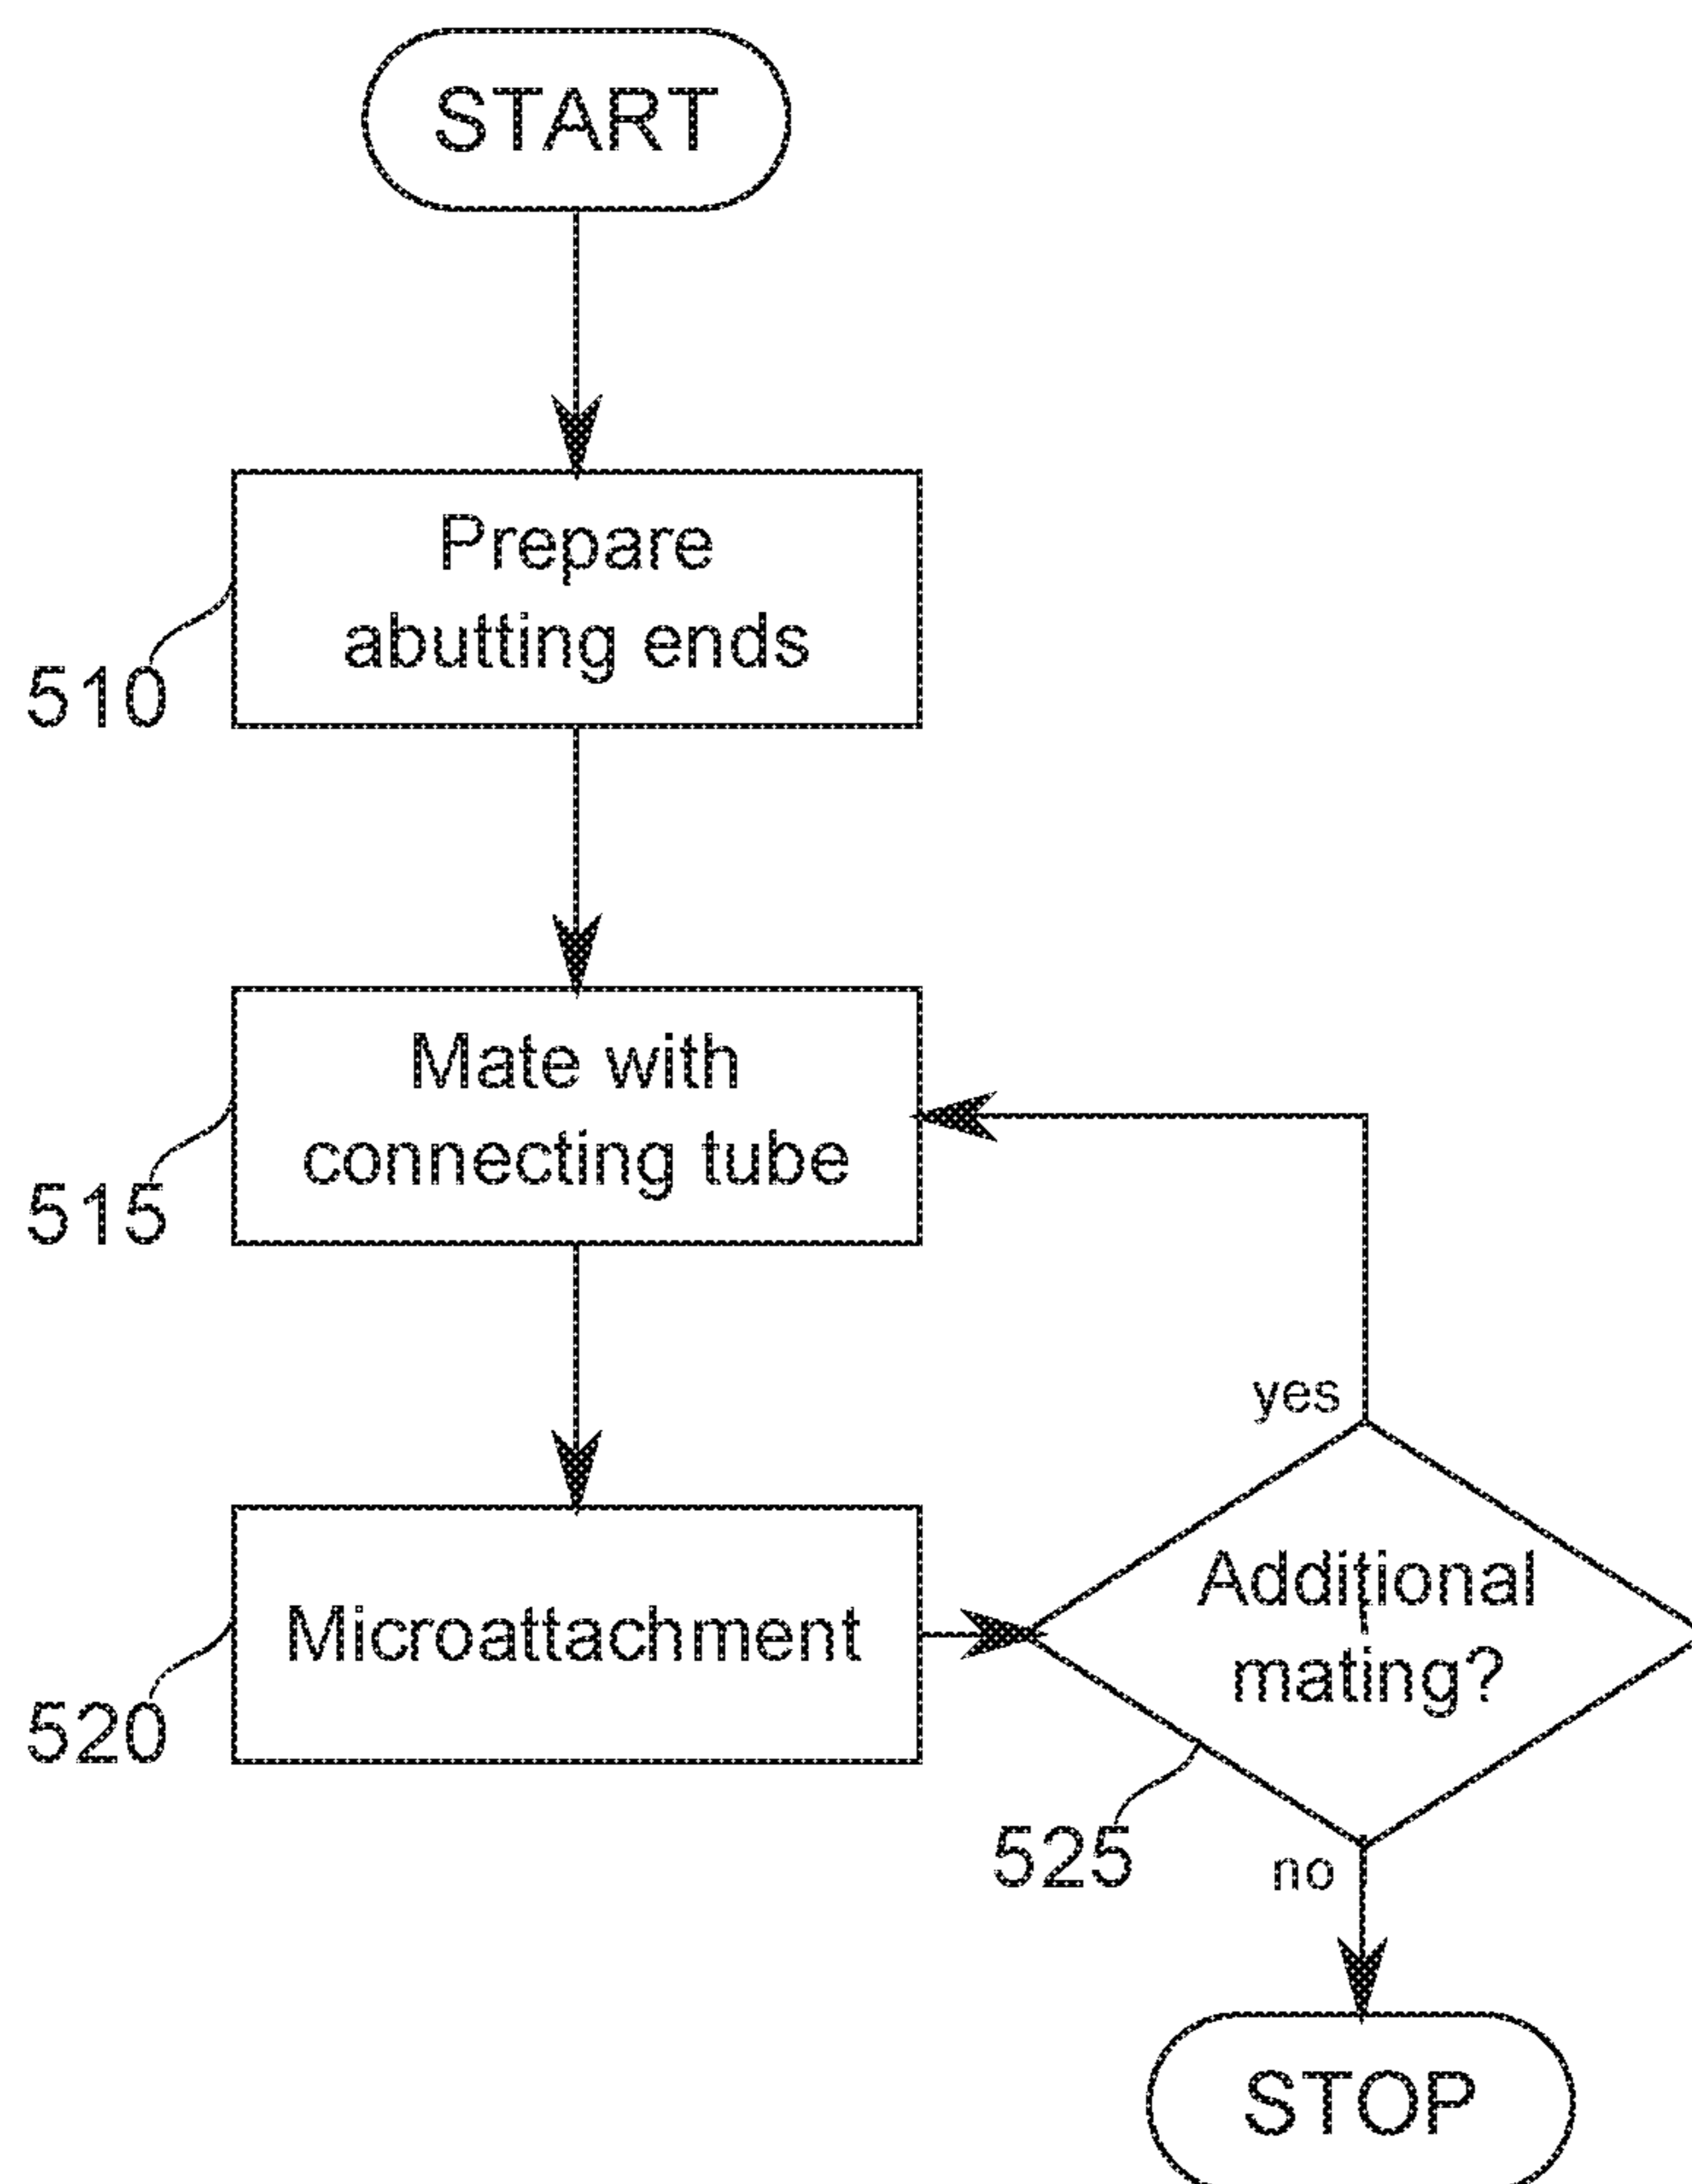 START
Prepare
abutting ends
510
Mate with
connecting tube
515
yes
Microattachment
Additional
mating?
520
525
no
STOP